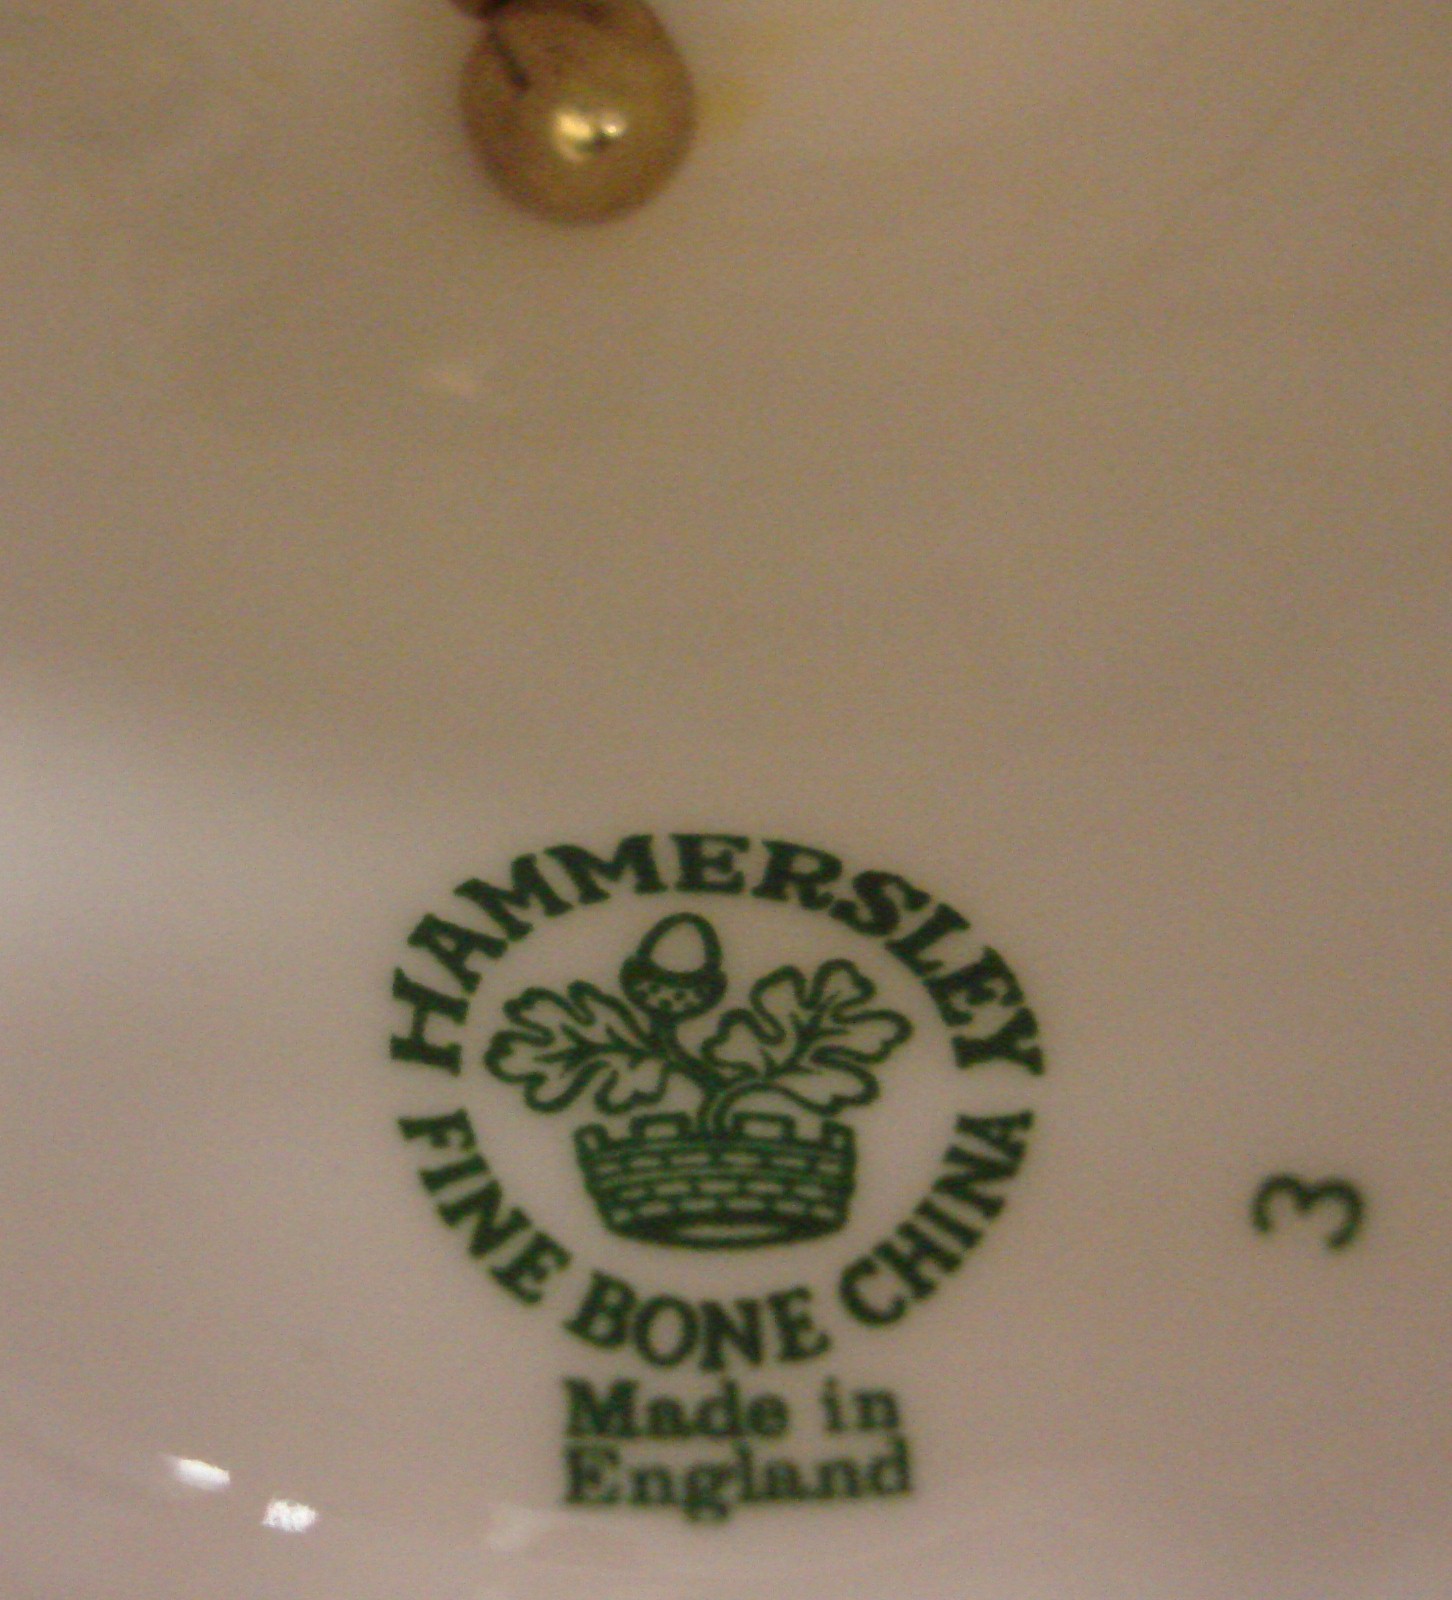 HAMMERSLEY
FINE BONE CHINA
Made in
England
3